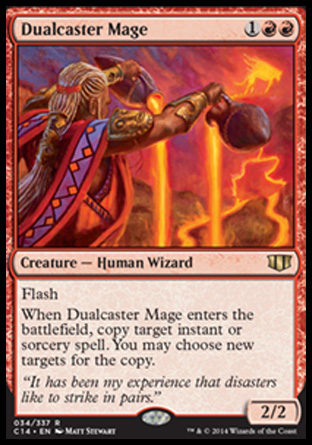 Dualcaster Mage 1
Creature — Human Wizard
Flash
When Dualcaster Mage enters the
battlefield, copy target instant or
sorcery spell. You may choose new
targets for the copy.
“It has been my experience that disasters
like to strike in pairs.”
2/2
034/337 R
C14 • EN Matt Stewart
™ & © 2014 Wizards of the Coast